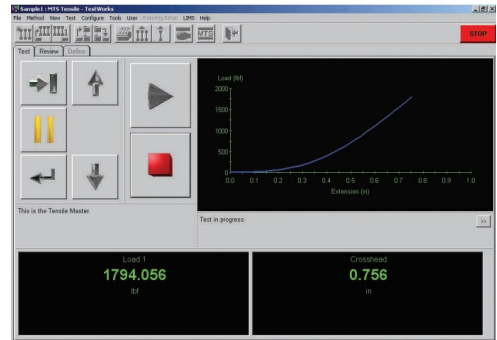 Sample1 : MTS Tensile - TestWorks
File Method View Test Configure Tools User Existing Setup LIMS Help
MTS
STOP
Test Review Define
Load (lbf)
2000
1500
1000
500
0
0.0 0.1 0.2 0.3 0.4 0.5 0.6 0.7 0.8 0.9 1.0
Extension (in)
This is the Tensile Master.
Test in progress
>>
Load 1
1794.056
lbf
Crosshead
0.756
in